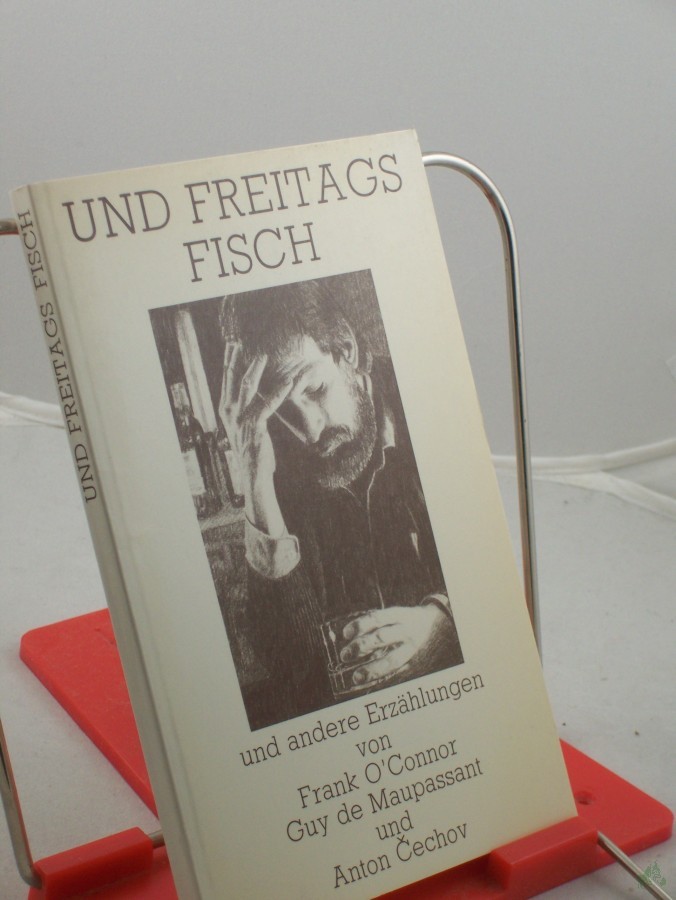 UND FREITAGS
FISCH
und andere Erzählungen
von
Frank O'Connor
Guy de Maupassant
und
Anton Čechov
UND FREITAGS FISCH